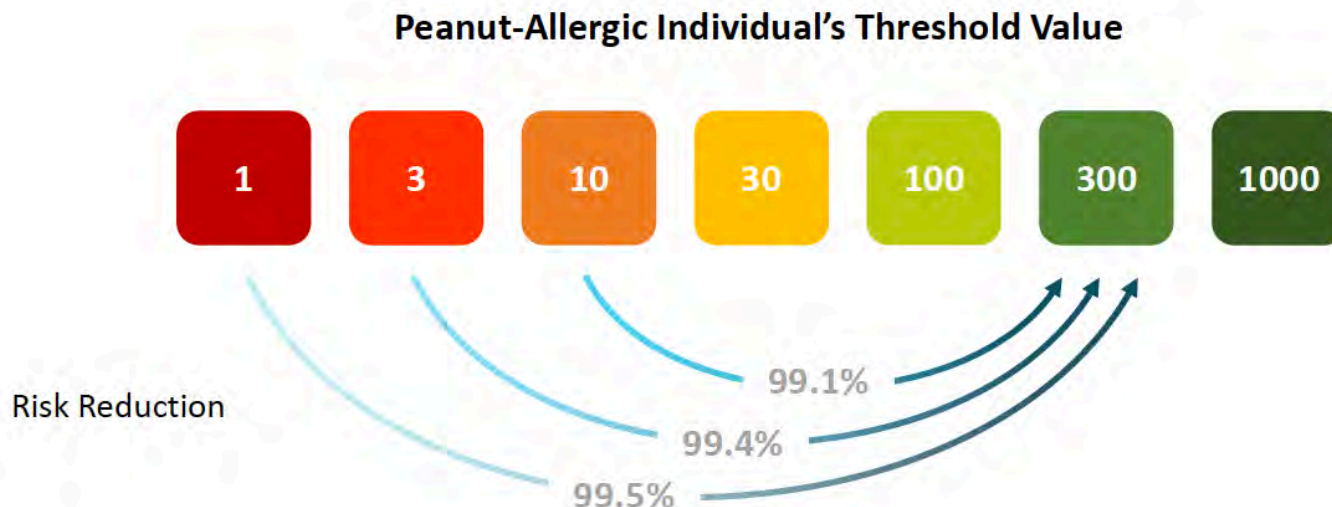 Peanut-Allergic Individual's Threshold Value
1 3 10 30 100 300 1000
99.1%
Risk Reduction
99.4%
99.5%